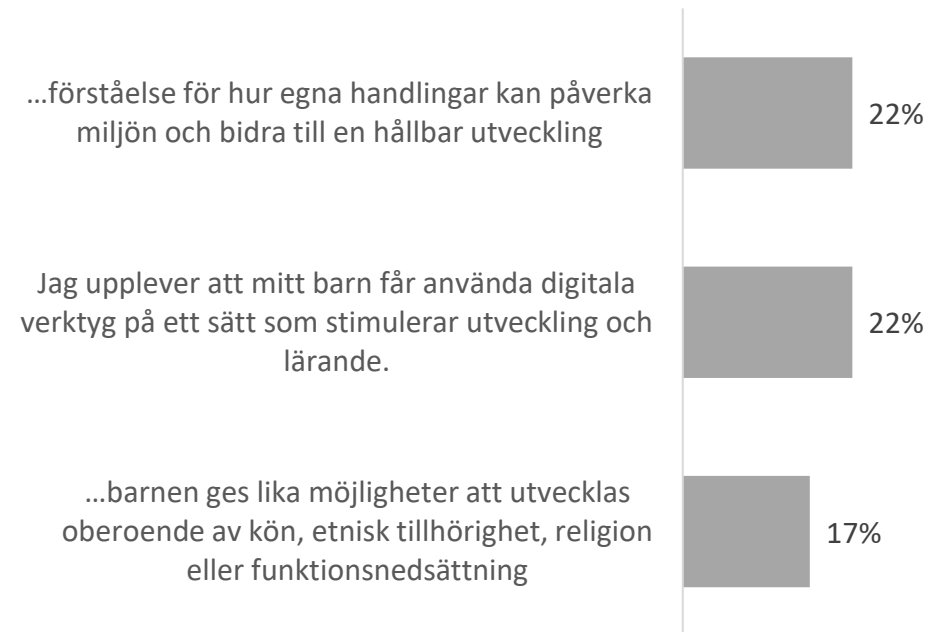 …förståelse för hur egna handlingar kan påverka
miljön och bidra till en hållbar utveckling
22%
Jag upplever att mitt barn får använda digitala
verktyg på ett sätt som stimulerar utveckling och
lärande.
22%
…barnen ges lika möjligheter att utvecklas
oberoende av kön, etnisk tillhörighet, religion
eller funktionsnedsättning
17%